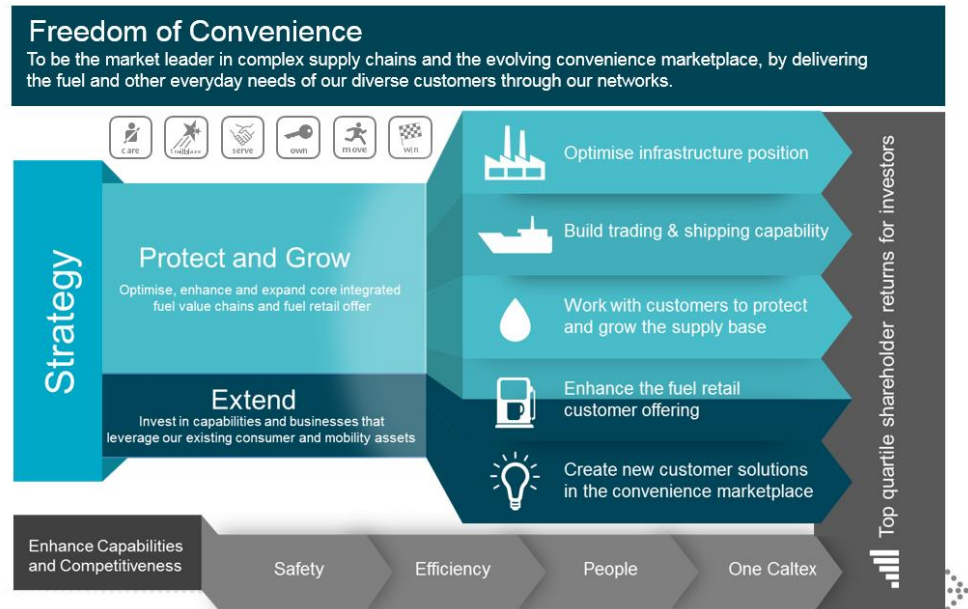 Freedom of Convenience
To be the market leader in complex supply chains and the evolving convenience marketplace, by delivering
the fuel and other everyday needs of our diverse customers through our networks.
care
trailblaze
serve
own
move
win
Strategy
Protect and Grow
Optimise, enhance and expand core integrated
fuel value chains and fuel retail offer
Extend
Invest in capabilities and businesses that
leverage our existing consumer and mobility assets
Optimise infrastructure position
Build trading & shipping capability
Work with customers to protect
and grow the supply base
Enhance the fuel retail
customer offering
Create new customer solutions
in the convenience marketplace
Top quartile shareholder returns for investors
Enhance Capabilities
and Competitiveness
Safety
Efficiency
People
One Caltex